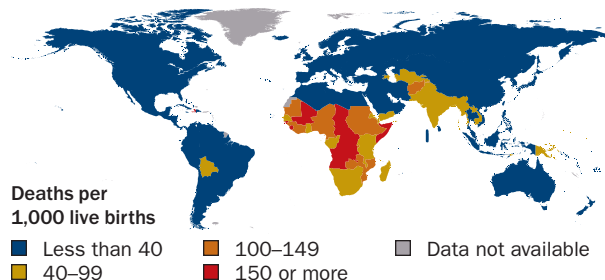 Deaths per
1,000 live births
Less than 40
100–149
Data not available
40–99
150 or more